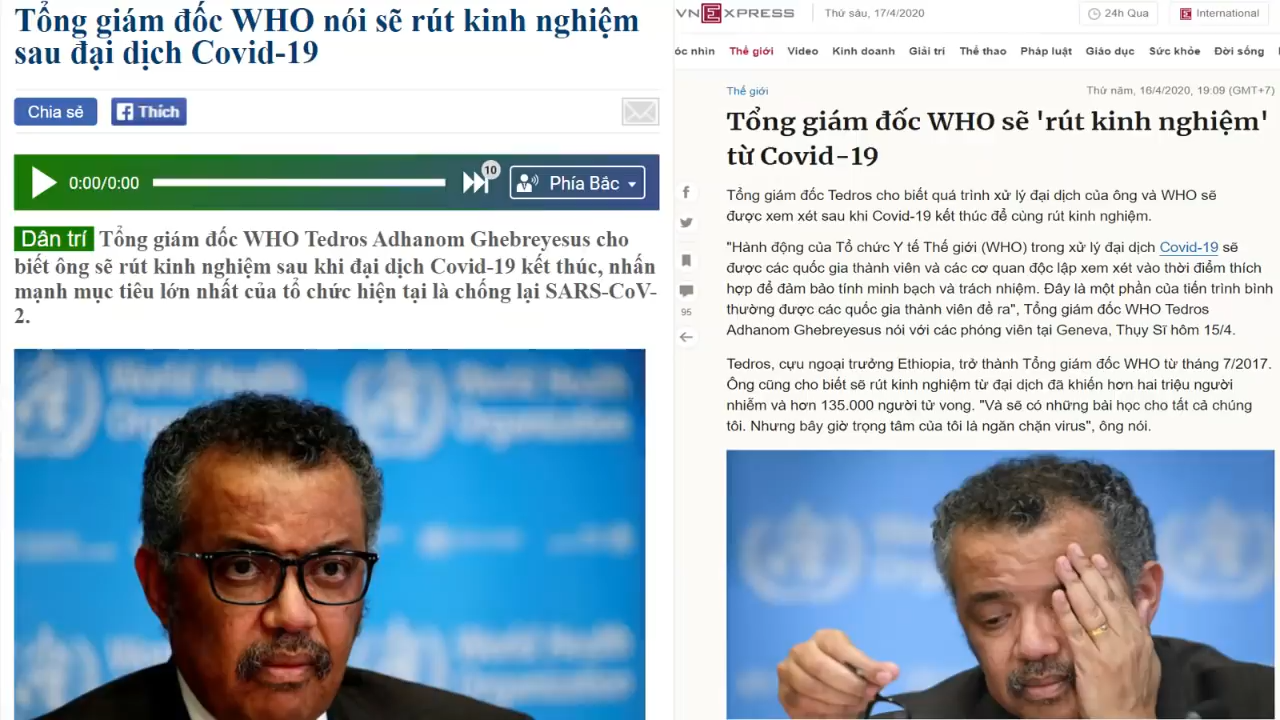 Tổng giám đốc WHO nói sẽ rút kinh nghiệm
sau đại dịch Covid-19
Chia sẻ
Thích
0:00/0:00
10
Phía Bắc
Dân trí Tổng giám đốc WHO Tedros Adhanom Ghebreyesus cho
biết ông sẽ rút kinh nghiệm sau khi đại dịch Covid-19 kết thúc, nhấn
mạnh mục tiêu lớn nhất của tổ chức hiện tại là chống lại SARS-CoV-
2.
World Health
Organization
VNEXPRESS
Thứ sáu, 17/4/2020
24h Qua
International
óc nhìn Thế giới Video Kinh doanh Giải trí Thể thao Pháp luật Giáo dục Sức khỏe Đời sống
Thế giới
Thứ năm, 16/4/2020, 19:09 (GMT+7)
Tổng giám đốc WHO sẽ 'rút kinh nghiệm'
từ Covid-19
Tổng giám đốc Tedros cho biết quá trình xử lý đại dịch của ông và WHO sẽ
được xem xét sau khi Covid-19 kết thúc để cùng rút kinh nghiệm.
"Hành động của Tổ chức Y tế Thế giới (WHO) trong xử lý đại dịch Covid-19 sẽ
được các quốc gia thành viên và các cơ quan độc lập xem xét vào thời điểm thích
hợp để đảm bảo tính minh bạch và trách nhiệm. Đây là một phần của tiến trình bình
thường được các quốc gia thành viên đề ra", Tổng giám đốc WHO Tedros
Adhanom Ghebreyesus nói với các phóng viên tại Geneva, Thụy Sĩ hôm 15/4.
95
Tedros, cựu ngoại trưởng Ethiopia, trở thành Tổng giám đốc WHO từ tháng 7/2017.
Ông cũng cho biết sẽ rút kinh nghiệm từ đại dịch đã khiến hơn hai triệu người
nhiễm và hơn 135.000 người tử vong. "Và sẽ có những bài học cho tất cả chúng
tôi. Nhưng bây giờ trọng tâm của tôi là ngăn chặn virus", ông nói.